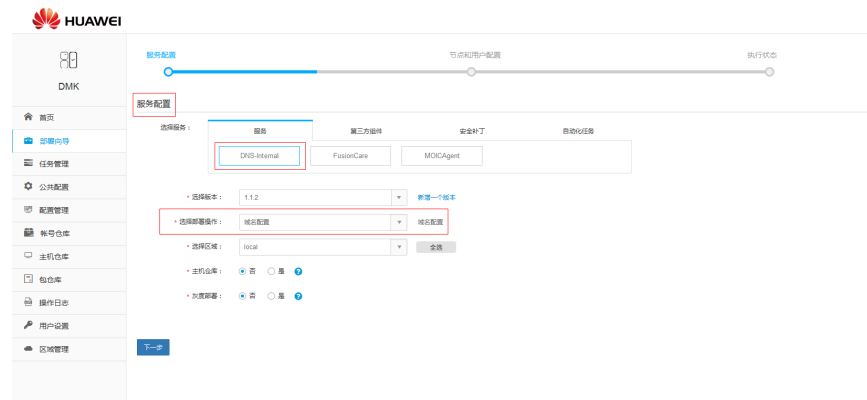 HUAWEI
DMK
首页
部署向导
任务管理
公共配置
配置管理
帐号仓库
主机仓库
包仓库
操作日志
用户设置
区域管理
服务配置 节点和用户配置 执行状态
服务配置
选择服务： 服务 第三方组件 安全补丁 自动化任务
DNS-Internal FusionCare MOICAgent
* 选择版本： 1.1.2 新增一个版本
* 选择部署操作： 域名配置 域名配置
* 选择区域： local 全选
* 主机仓库： 否 是 ?
* 灰度部署： 否 是 ?
下一步